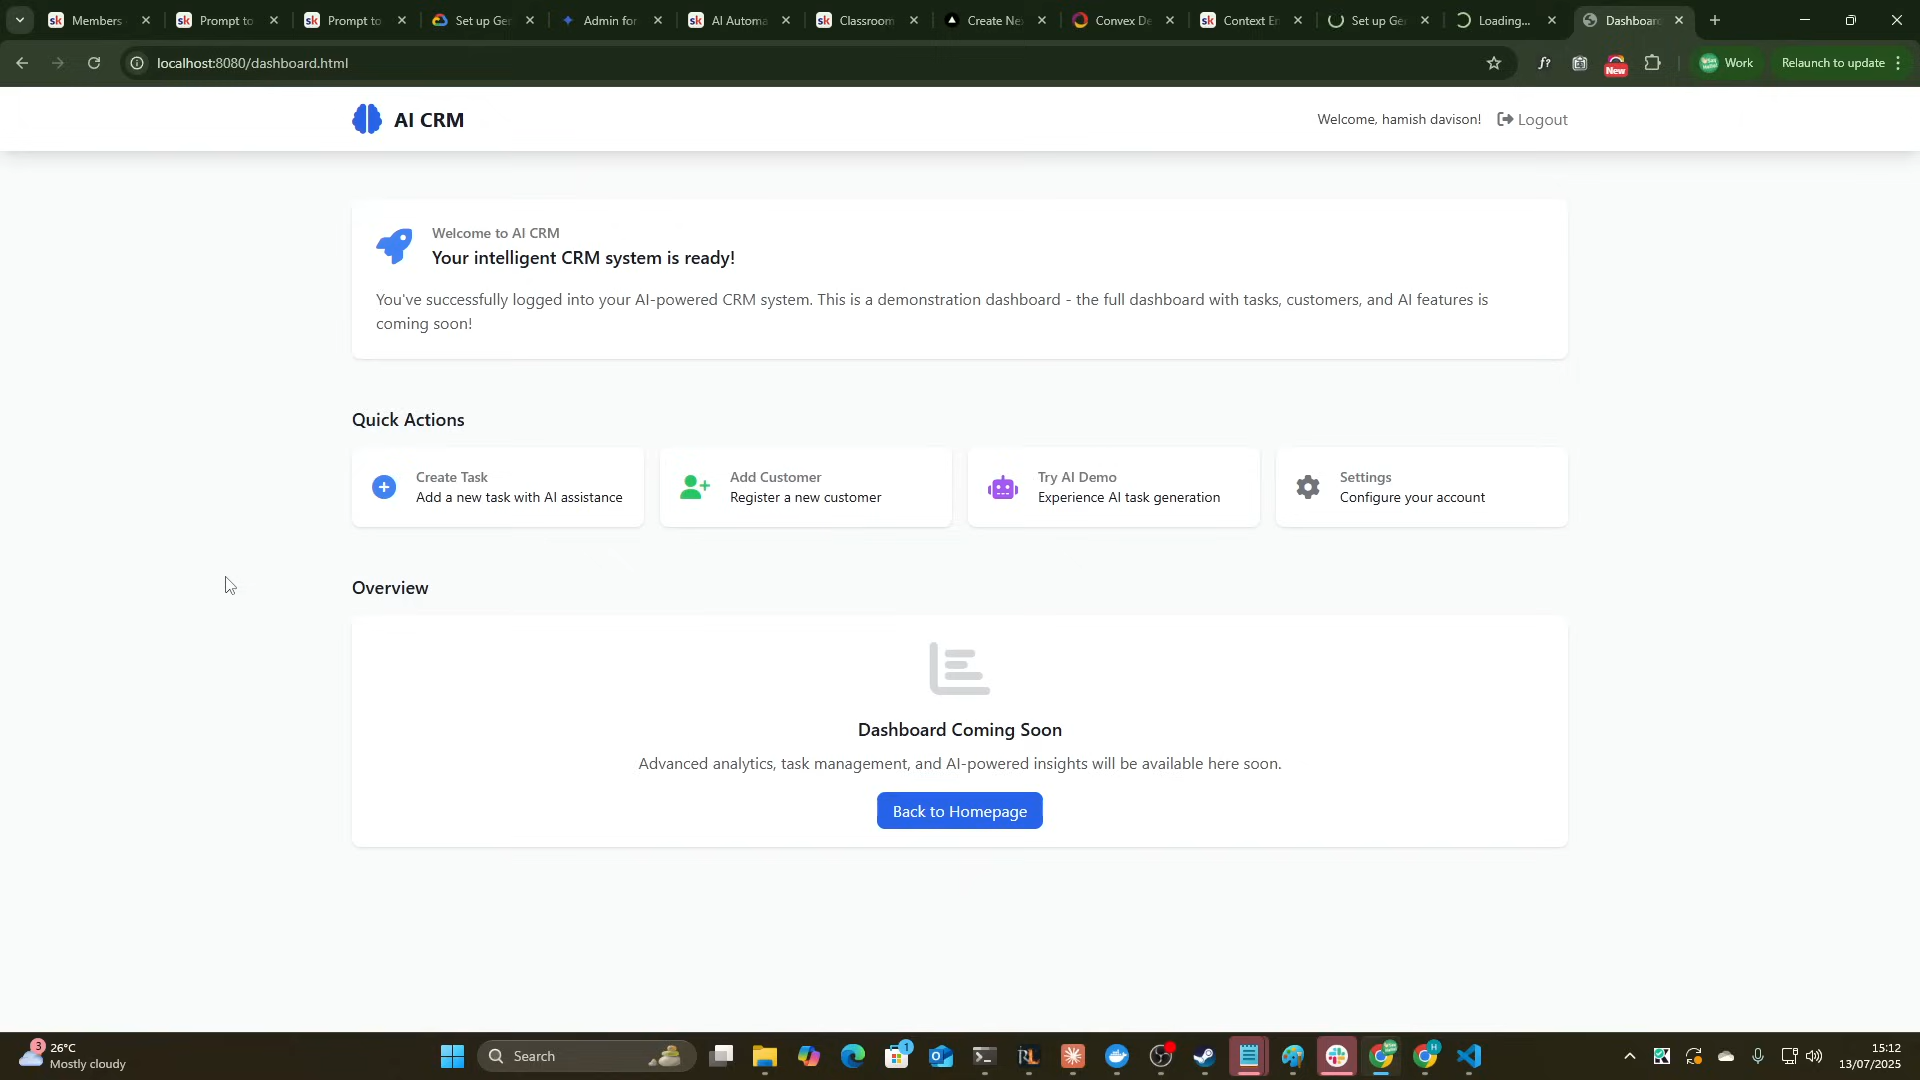 Members
Prompt to
Prompt to
Set up Ger
Admin for
AI Automa
Classroom
Create Ne
Convex De
Context En
Set up Ge
Loading...
Dashboard
localhost:8080/dashboard.html
New
Work
Relaunch to update
AI CRM
Welcome, hamish davison!
Logout
Welcome to AI CRM
Your intelligent CRM system is ready!
You've successfully logged into your AI-powered CRM system. This is a demonstration dashboard - the full dashboard with tasks, customers, and AI features is
coming soon!
Quick Actions
Create Task
Add a new task with AI assistance
Add Customer
Register a new customer
Try AI Demo
Experience AI task generation
Settings
Configure your account
Overview
Dashboard Coming Soon
Advanced analytics, task management, and AI-powered insights will be available here soon.
Back to Homepage
3
26°C
Mostly cloudy
Search
1
15:12
13/07/2025